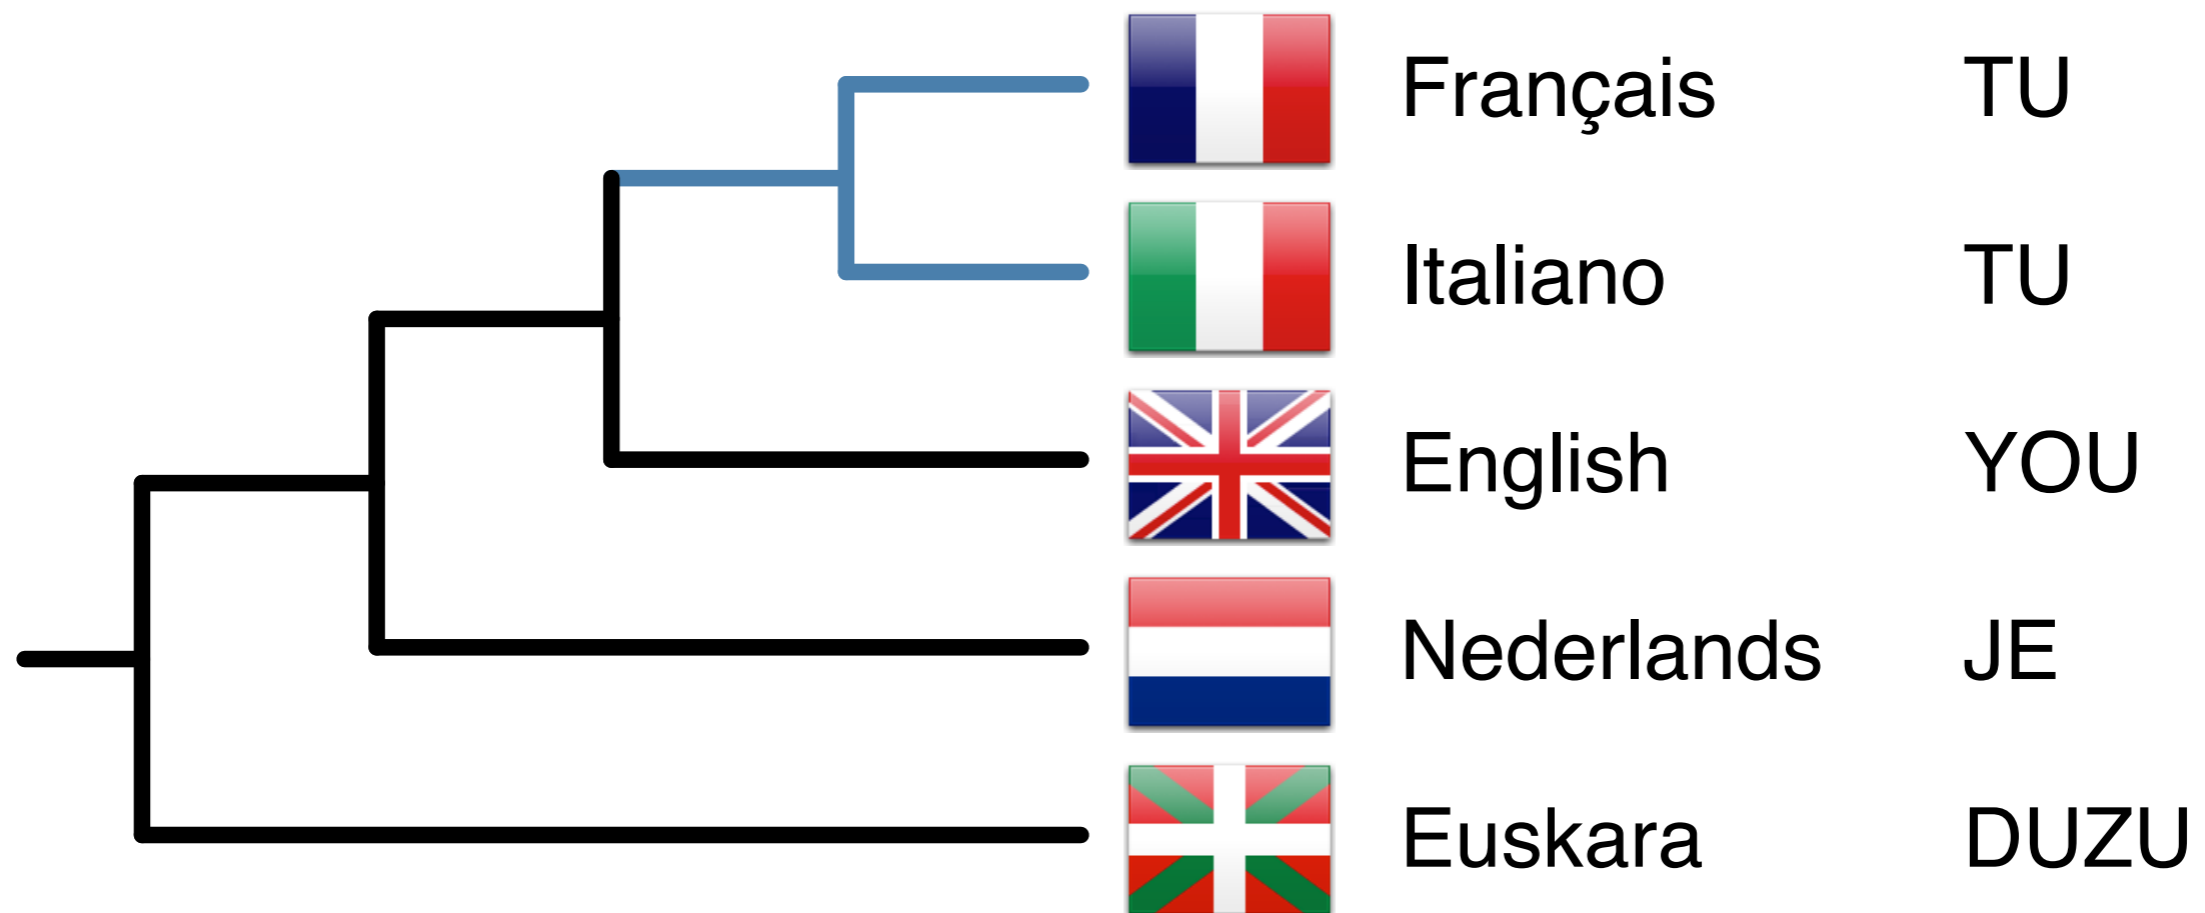 Français TU
Italiano TU
English YOU
Nederlands JE
Euskara DUZU